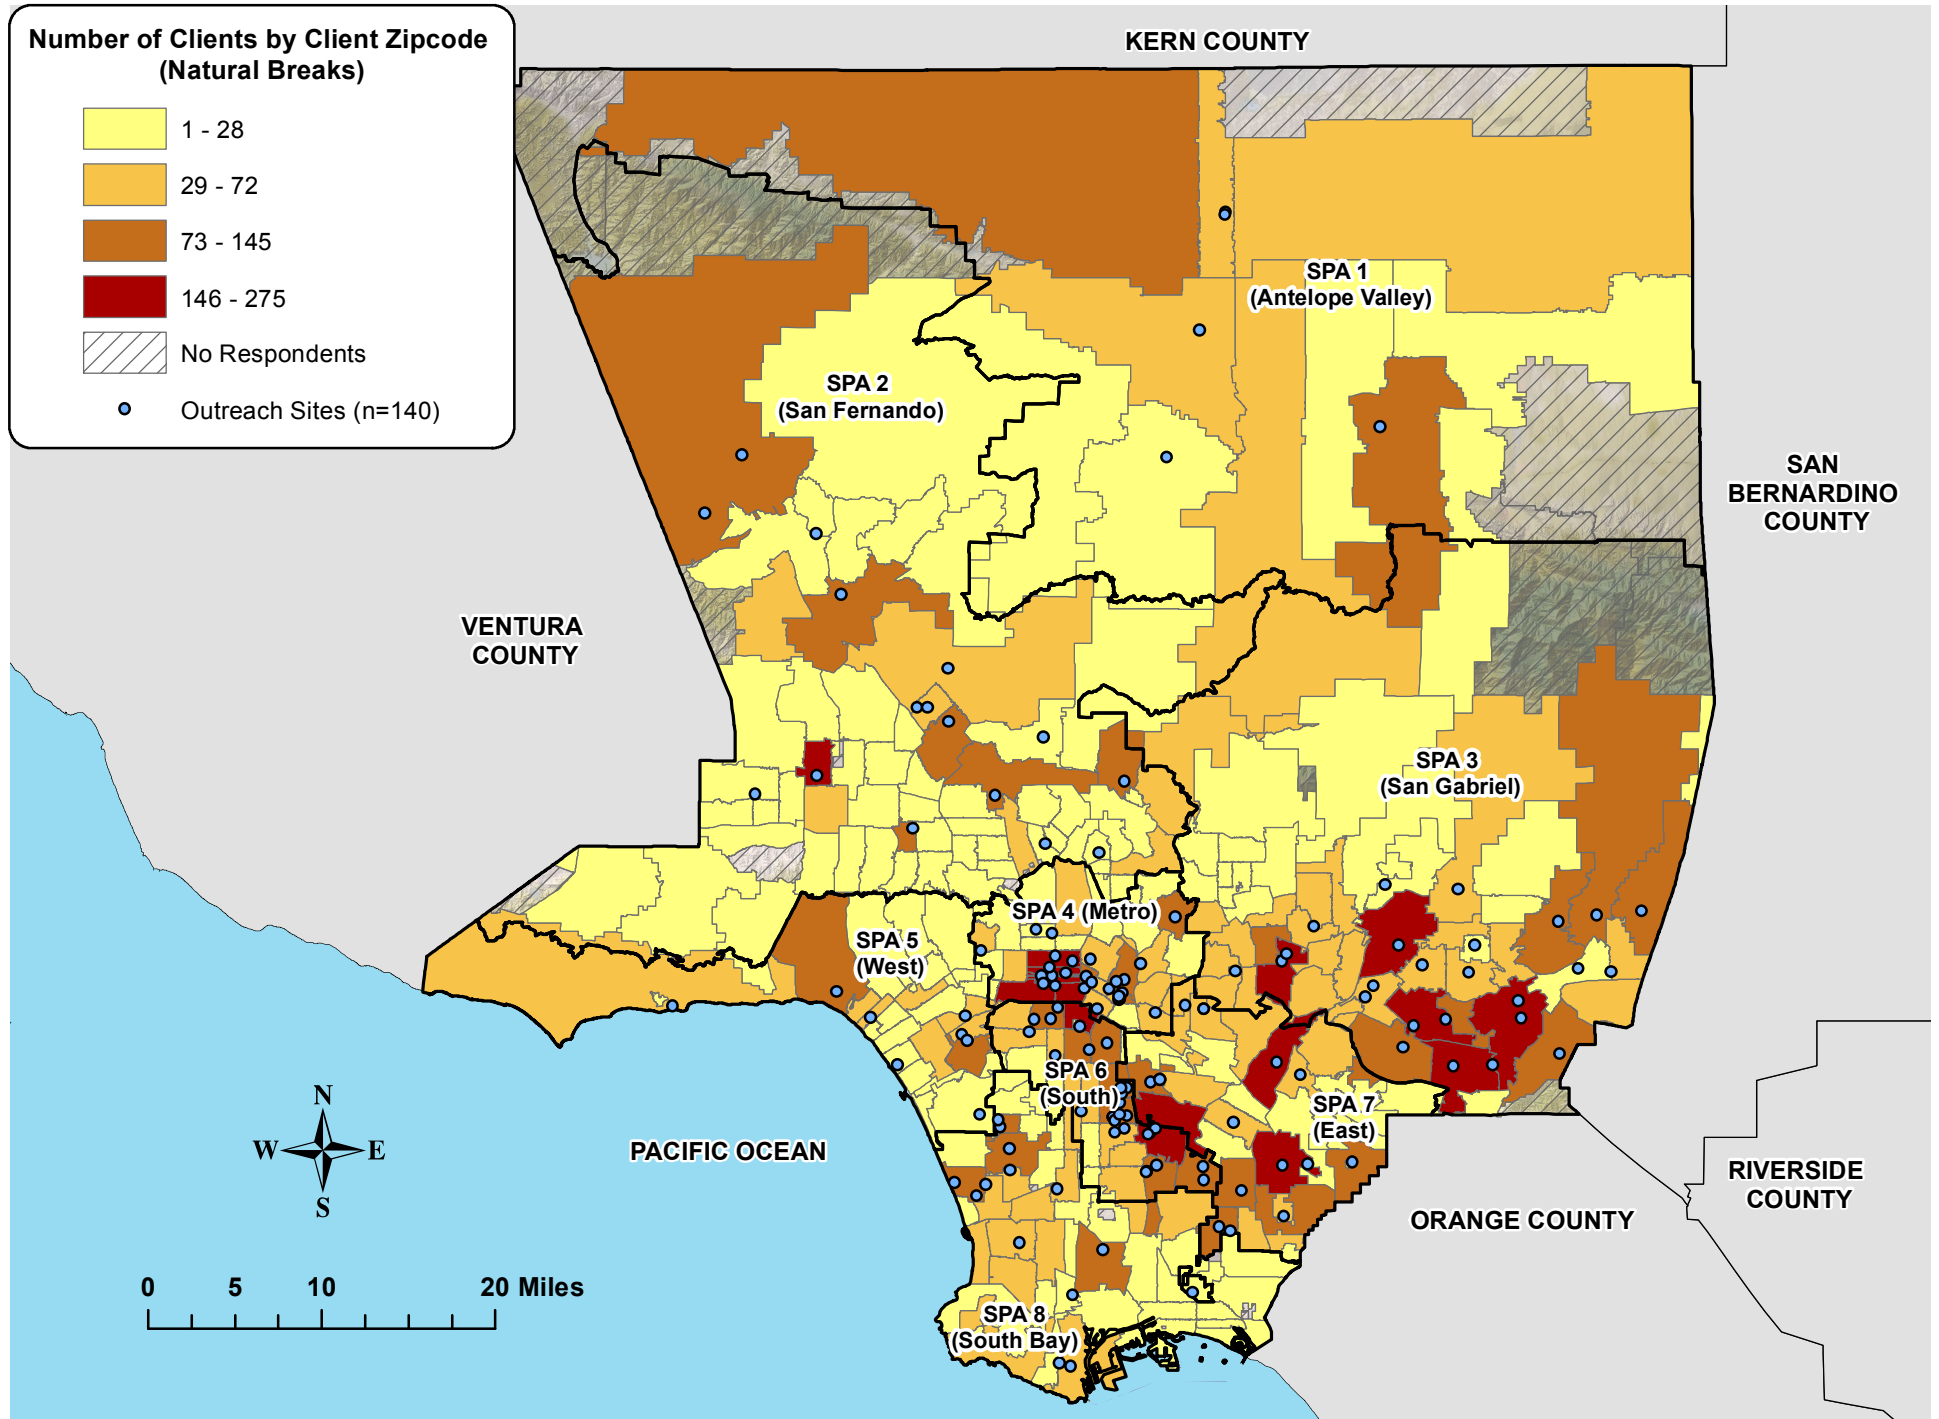 Number of Clients by Client Zipcode
(Natural Breaks)
1 - 28
29 - 72
73 - 145
146 - 275
No Respondents
Outreach Sites (n=140)
KERN COUNTY
SPA 1
(Antelope Valley)
SPA 2
(San Fernando)
SAN
BERNARDINO
COUNTY
VENTURA
COUNTY
SPA 3
(San Gabriel)
SPA 4 (Metro)
SPA 5
(West)
SPA 6
(South)
SPA 7
(East)
N
W E
S
PACIFIC OCEAN
RIVERSIDE
COUNTY
ORANGE COUNTY
0 5 10 20 Miles
SPA 8
(South Bay)